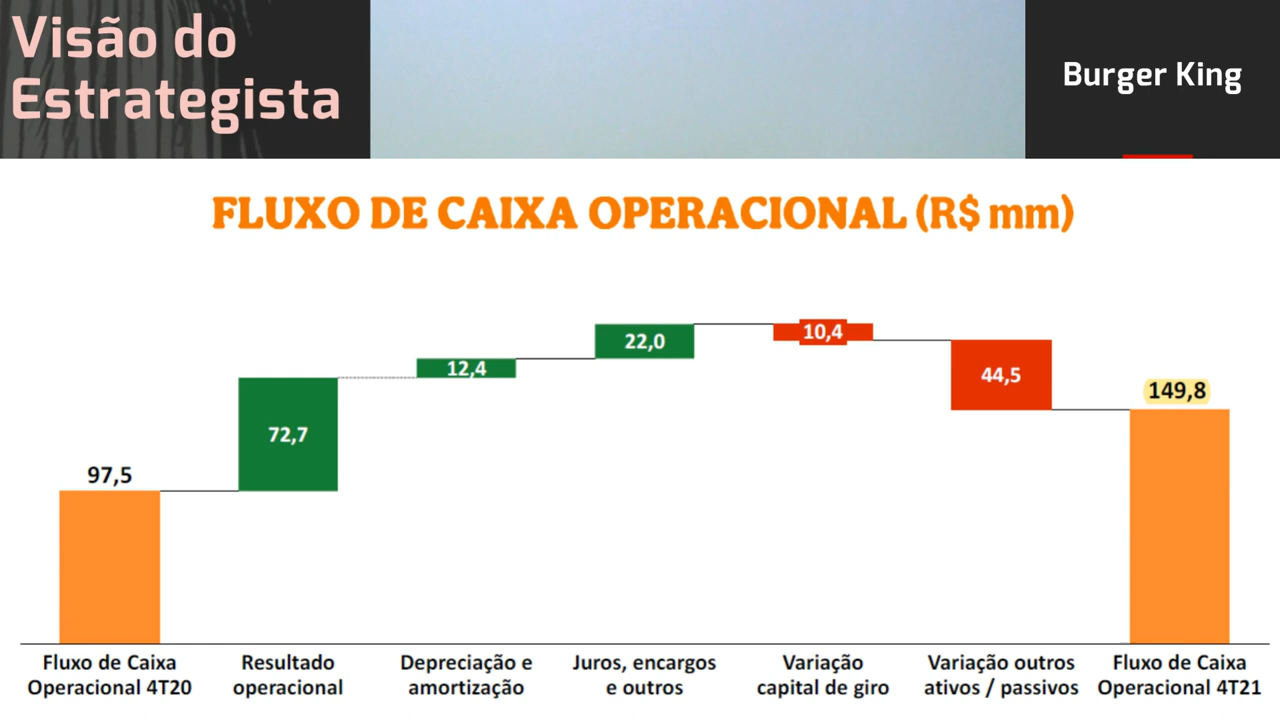 Visão do
Estrategista
Burger King
FLUXO DE CAIXA OPERACIONAL (R$ mm)
97,5
72,7
12,4
22,0
10,4
44,5
149,8
Fluxo de Caixa
Operacional 4T20
Resultado
operacional
Depreciação e
amortização
Juros, encargos
e outros
Variação
capital de giro
Variação outros
ativos / passivos
Fluxo de Caixa
Operacional 4T21